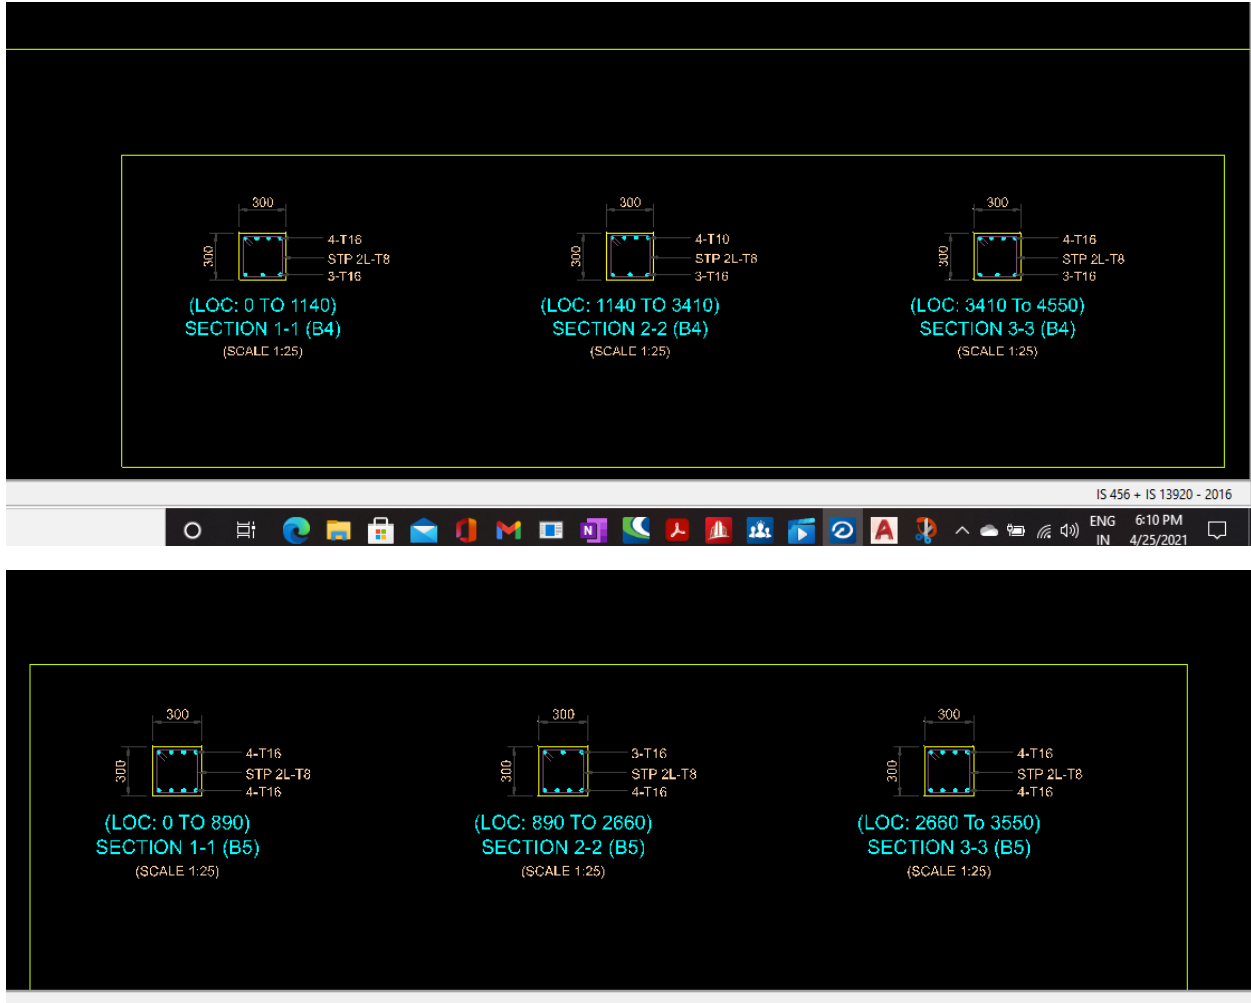 300 300 300
300 4-T16 300 4-T10 300 4-T16
STP 2L-T8 STP 2L-T8 STP 2L-T8
3-T16 3-T16 3-T16
(LOC: 0 TO 1140) (LOC: 1140 TO 3410) (LOC: 3410 To 4550)
SECTION 1-1 (B4) SECTION 2-2 (B4) SECTION 3-3 (B4)
(SCALE 1:25) (SCALE 1:25) (SCALE 1:25)
IS 456 + IS 13920 - 2016
ENG 6:10 PM
IN 4/25/2021
300 300 300
300 4-T16 300 3-T16 300 4-T16
STP 2L-T8 STP 2L-T8 STP 2L-T8
4-T16 4-T16 4-T16
(LOC: 0 TO 890) (LOC: 890 TO 2660) (LOC: 2660 To 3550)
SECTION 1-1 (B5) SECTION 2-2 (B5) SECTION 3-3 (B5)
(SCALE 1:25) (SCALE 1:25) (SCALE 1:25)